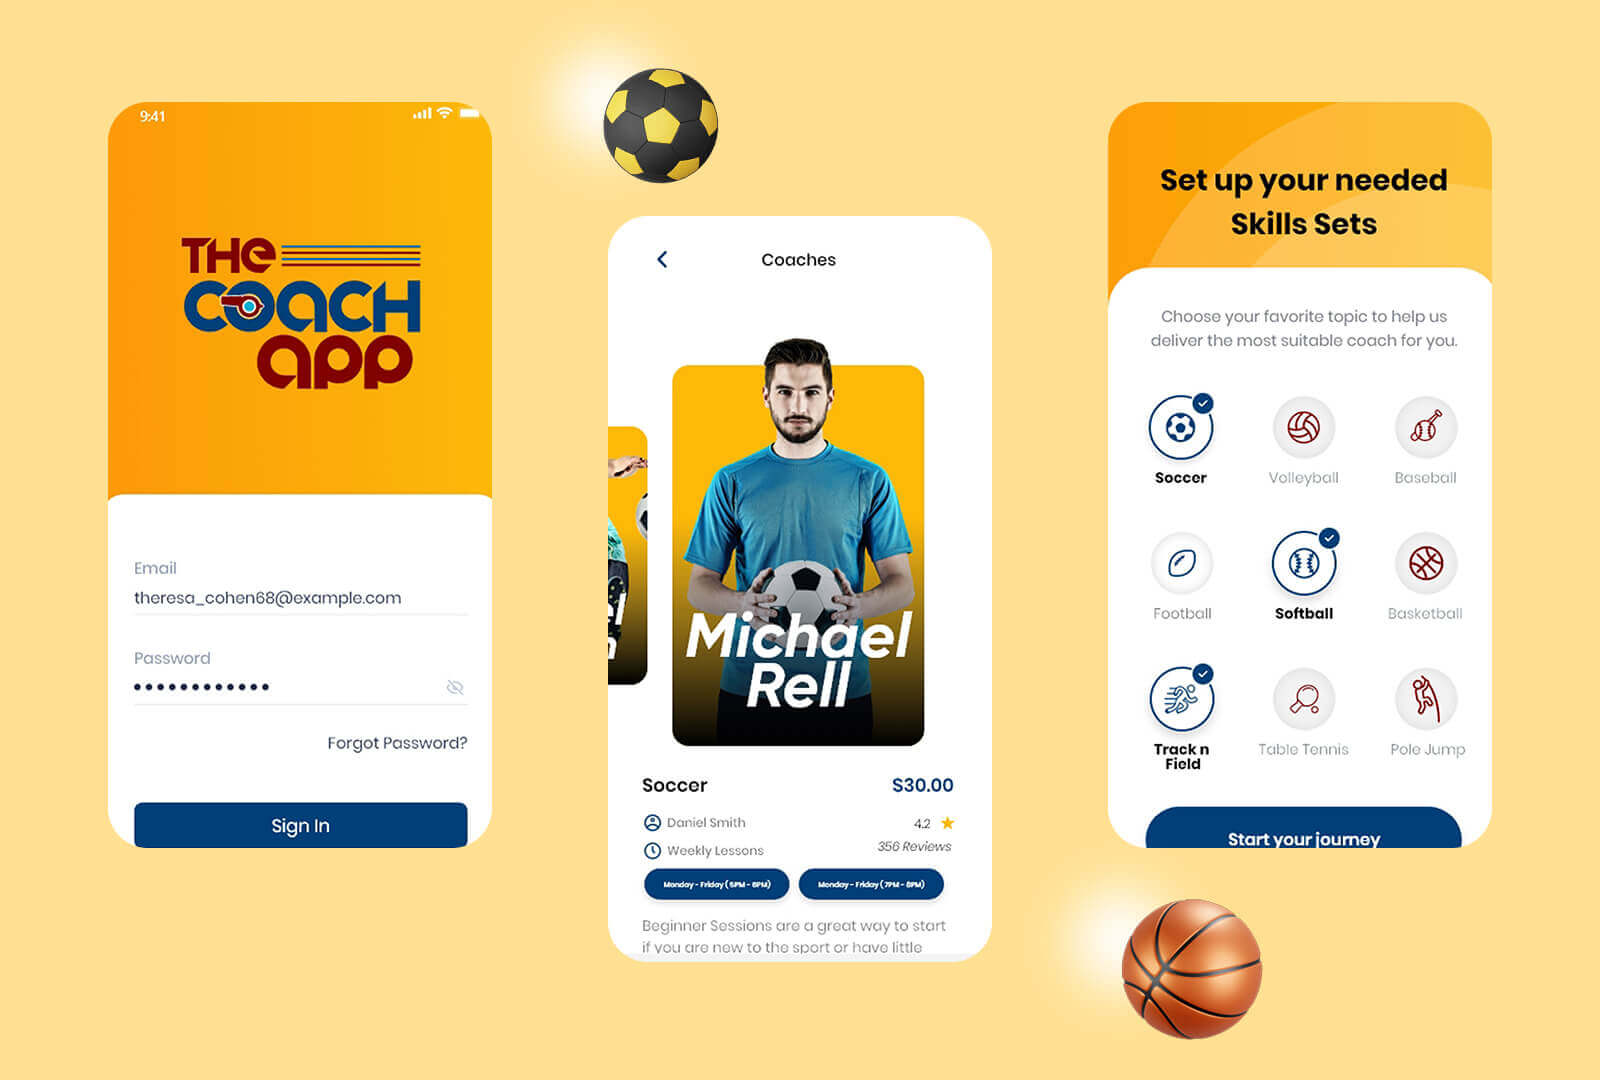 9:41
THE
COACH
APP
Email
theresa_cohen68@example.com
Password
Forgot Password?
Sign In
Coaches
Michael
Rell
Soccer
$30.00
Daniel Smith
4.2
Weekly Lessons
356 Reviews
Monday - Friday ( 5PM - 6PM)
Monday - Friday ( 7PM - 8PM)
Beginner Sessions are a great way to start
if you are new to the sport or have little
Set up your needed
Skills Sets
Choose your favorite topic to help us
deliver the most suitable coach for you.
Soccer
Volleyball
Baseball
Football
Softball
Basketball
Track n
Field
Table Tennis
Pole Jump
Start your journey